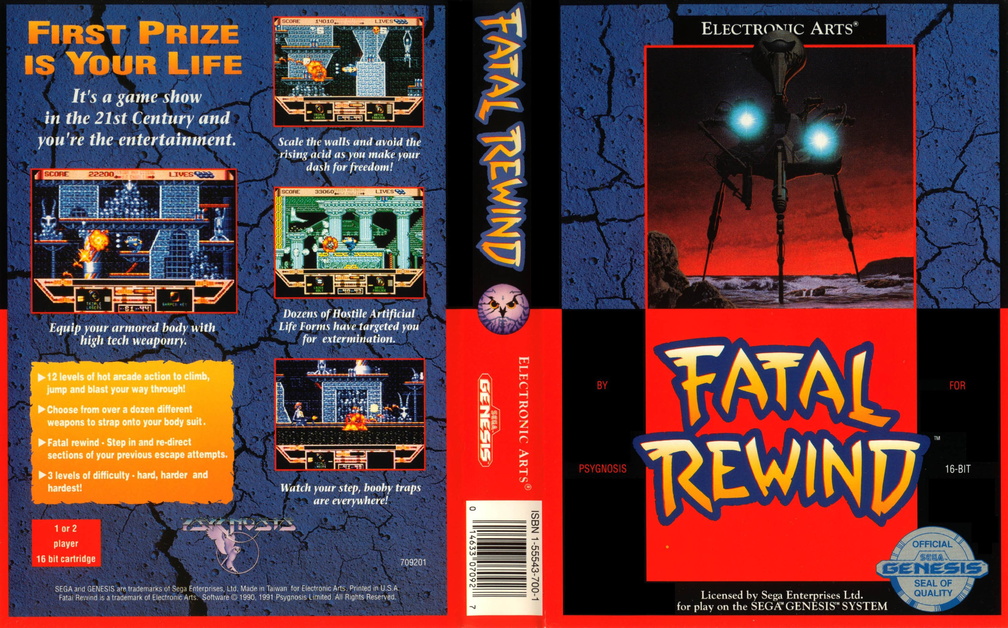 FIRST PRIZE
IS YOUR LIFE
It's a game show
in the 21st Century and
you're the entertainment.
SCORE 22200 LIVES
Equip your armored body with
high tech weaponry.
▶12 levels of hot arcade action to climb,
jump and blast your way through!
▶Choose from over a dozen different
weapons to strap onto your body suit.
▶Fatal rewind - Step in and re-direct
sections of your previous escape attempts.
▶3 levels of difficulty - hard, harder and
hardest!
1 or 2
player
16 bit cartridge
SCORE 14010 LIVES
Scale the walls and avoid the
rising acid as you make your
dash for freedom!
SCORE 33060 LIVES
Dozens of Hostile Artificial
Life Forms have targeted you
for extermination.
Watch your step, booby traps
are everywhere!
PSYGNOSIS
709201
SEGA and GENESIS are trademarks of Sega Enterprises, Ltd. Made in Taiwan for Electronic Arts. Printed in U.S.A.
Fatal Rewind is a trademark of Electronic Arts. Software © 1990, 1991 Psygnosis Limited. All Rights Reserved.
FATAL REWIND
ELECTRONIC ARTS®
SEGA GENESIS
ISBN 1-55543-700-1
0 14633 07092 7
ELECTRONIC ARTS®
FATAL
REWIND™
BY
PSYGNOSIS
FOR
16-BIT
OFFICIAL
SEGA
GENESIS
SEAL OF
QUALITY
Licensed by Sega Enterprises Ltd.
for play on the SEGA™ GENESIS™ SYSTEM